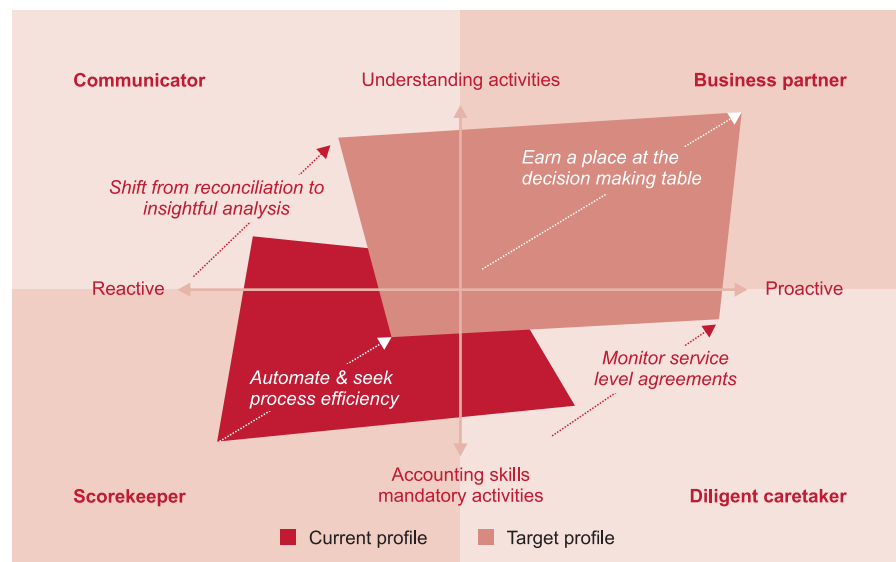 Communicator
Understanding activities
Business partner
Earn a place at the
decision making table
Shift from reconciliation to
insightful analysis
Reactive
Proactive
Automate & seek
process efficiency
Monitor service
level agreements
Scorekeeper
Accounting skills
mandatory activities
Diligent caretaker
Current profile
Target profile